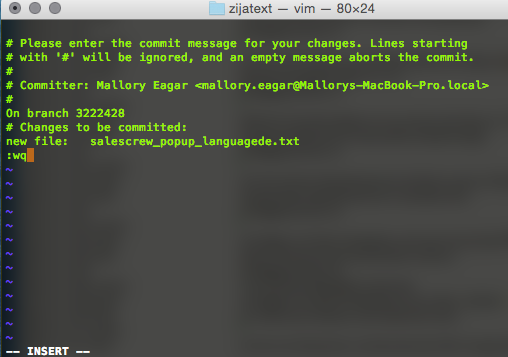 zijatext — vim — 80×24
# Please enter the commit message for your changes. Lines starting
# with '#' will be ignored, and an empty message aborts the commit.
#
# Committer: Mallory Eagar <mallory.eagar@Mallorys-MacBook-Pro.local>
#
On branch 3222428
# Changes to be committed:
new file:   salescrew_popup_languagede.txt
:wq
~
~
~
~
~
~
~
~
~
~
~
~
~
-- INSERT --